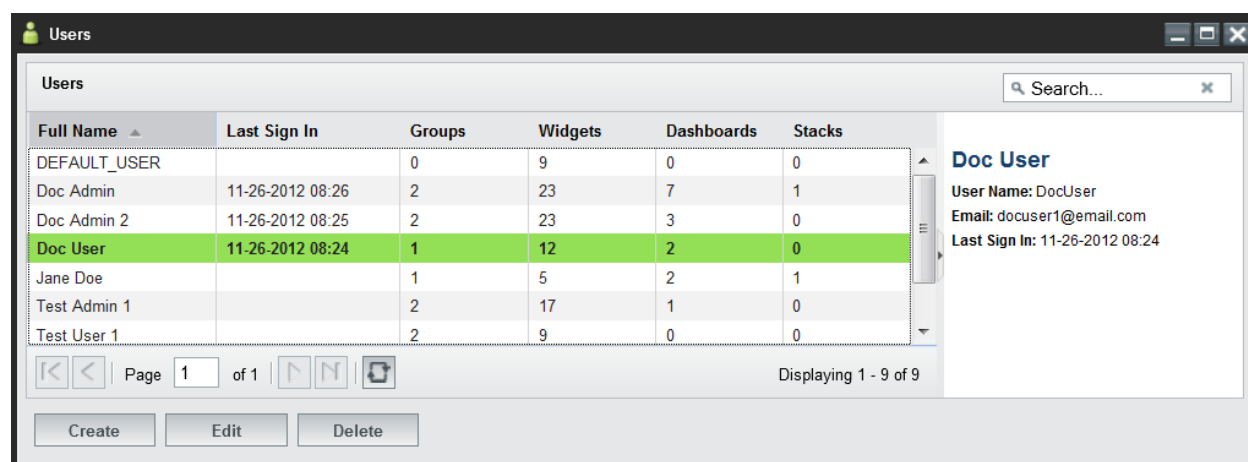 Users
Users
Search...
Full Name Last Sign In Groups Widgets Dashboards Stacks
DEFAULT_USER 0 9 0 0
Doc Admin 11-26-2012 08:26 2 23 7 1
Doc Admin 2 11-26-2012 08:25 2 23 3 0
Doc User 11-26-2012 08:24 1 12 2 0
Jane Doe 1 5 2 1
Test Admin 1 2 17 1 0
Test User 1 2 9 0 0
Page 1 of 1 Displaying 1 - 9 of 9
Doc User
User Name: DocUser
Email: docuser1@email.com
Last Sign In: 11-26-2012 08:24
Create Edit Delete